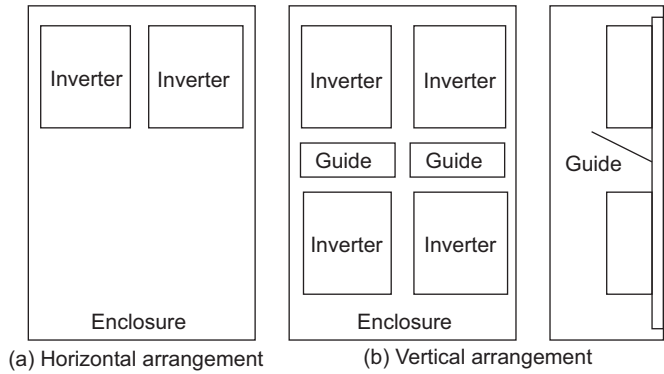 Inverter Inverter
Enclosure
(a) Horizontal arrangement
Inverter Inverter
Guide Guide
Inverter Inverter
Enclosure
Guide
(b) Vertical arrangement